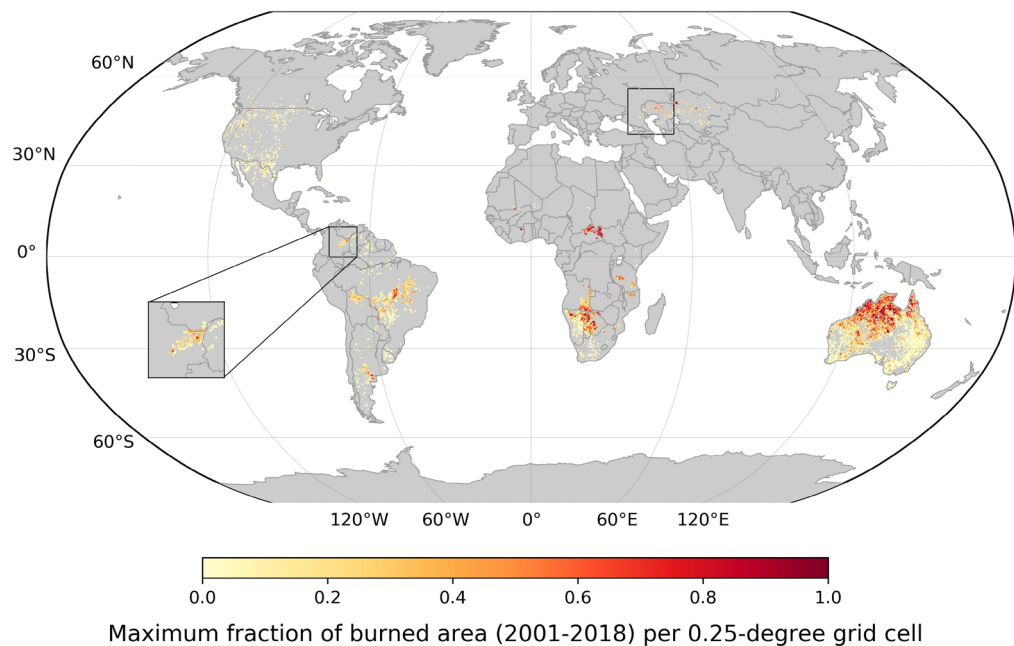 60°N
30°N
0°
30°S
60°S
120°W 60°W 0° 60°E 120°E
0.0 0.2 0.4 0.6 0.8 1.0
Maximum fraction of burned area (2001-2018) per 0.25-degree grid cell